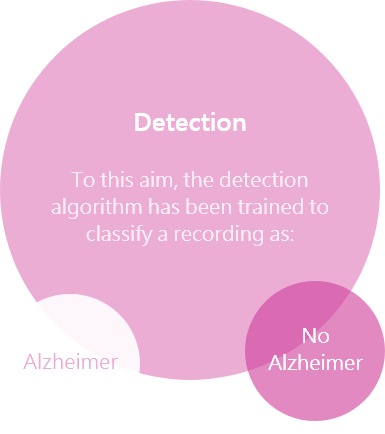 Detection
To this aim, the detection
algorithm has been trained to
classify a recording as:
Alzheimer
No
Alzheimer